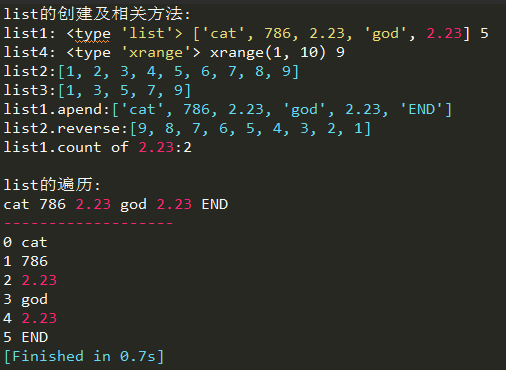 list的创建及相关方法:
list1: <type 'list'> ['cat', 786, 2.23, 'god', 2.23] 5
list4: <type 'xrange'> xrange(1, 10) 9
list2:[1, 2, 3, 4, 5, 6, 7, 8, 9]
list3:[1, 3, 5, 7, 9]
list1.apend:['cat', 786, 2.23, 'god', 2.23, 'END']
list2.reverse:[9, 8, 7, 6, 5, 4, 3, 2, 1]
list1.count of 2.23:2
list的遍历:
cat 786 2.23 god 2.23 END
-------------------
0 cat
1 786
2 2.23
3 god
4 2.23
5 END
[Finished in 0.7s]